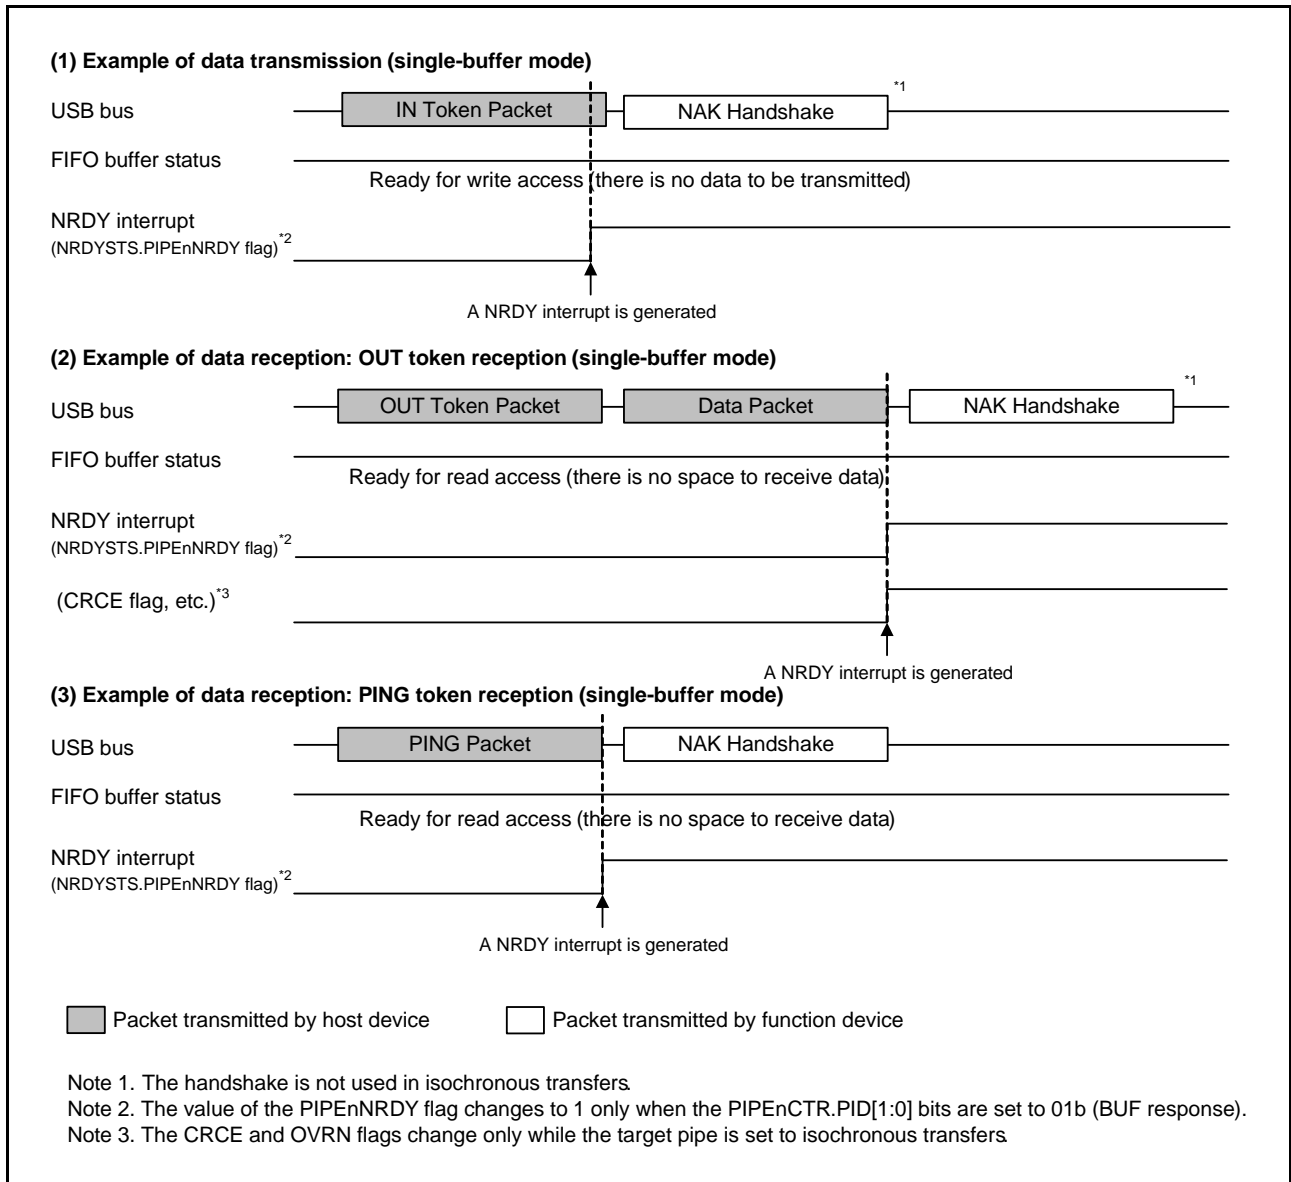 (1) Example of data transmission (single-buffer mode)
USB bus
IN Token Packet
NAK Handshake
*1
FIFO buffer status
Ready for write access (there is no data to be transmitted)
NRDY interrupt
(NRDYSTS.PIPEnNRDY flag)*2
A NRDY interrupt is generated
(2) Example of data reception: OUT token reception (single-buffer mode)
USB bus
OUT Token Packet
Data Packet
NAK Handshake
*1
FIFO buffer status
Ready for read access (there is no space to receive data)
NRDY interrupt
(NRDYSTS.PIPEnNRDY flag)*2
(CRCE flag, etc.)*3
A NRDY interrupt is generated
(3) Example of data reception: PING token reception (single-buffer mode)
USB bus
PING Packet
NAK Handshake
FIFO buffer status
Ready for read access (there is no space to receive data)
NRDY interrupt
(NRDYSTS.PIPEnNRDY flag)*2
A NRDY interrupt is generated
Packet transmitted by host device
Packet transmitted by function device
Note 1. The handshake is not used in isochronous transfers.
Note 2. The value of the PIPEnNRDY flag changes to 1 only when the PIPEnCTR.PID[1:0] bits are set to 01b (BUF response).
Note 3. The CRCE and OVRN flags change only while the target pipe is set to isochronous transfers.